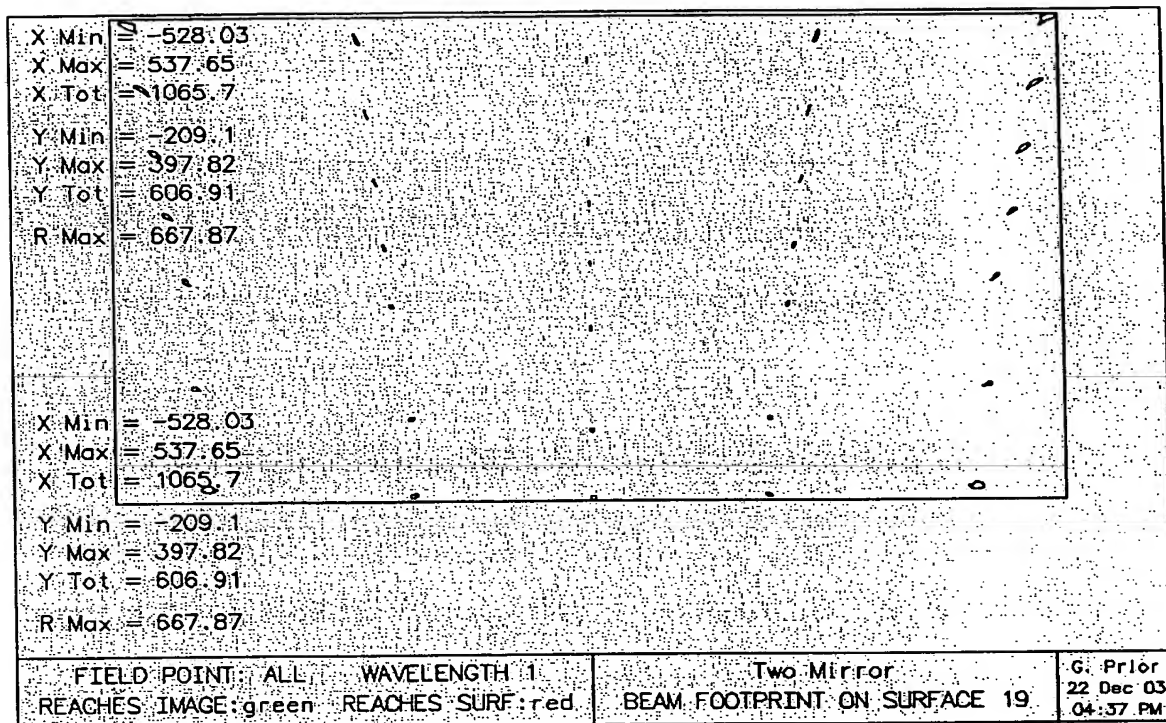 X Min = -528.03
X Max = 537.65
X Tot = 1065.7
Y Min = -209.1
Y Max = 397.82
Y Tot = 606.91
R Max = 667.87
X Min = -528.03
X Max = 537.65
X Tot = 1065.7
Y Min = -209.1
Y Max = 397.82
Y Tot = 606.91
R Max = 667.87
FIELD POINT: ALL, WAVELENGTH 1
REACHES IMAGE:green REACHES SURF:red
Two Mirror
BEAM FOOTPRINT ON SURFACE 19
G. Prior
22 Dec 03
04:37 PM